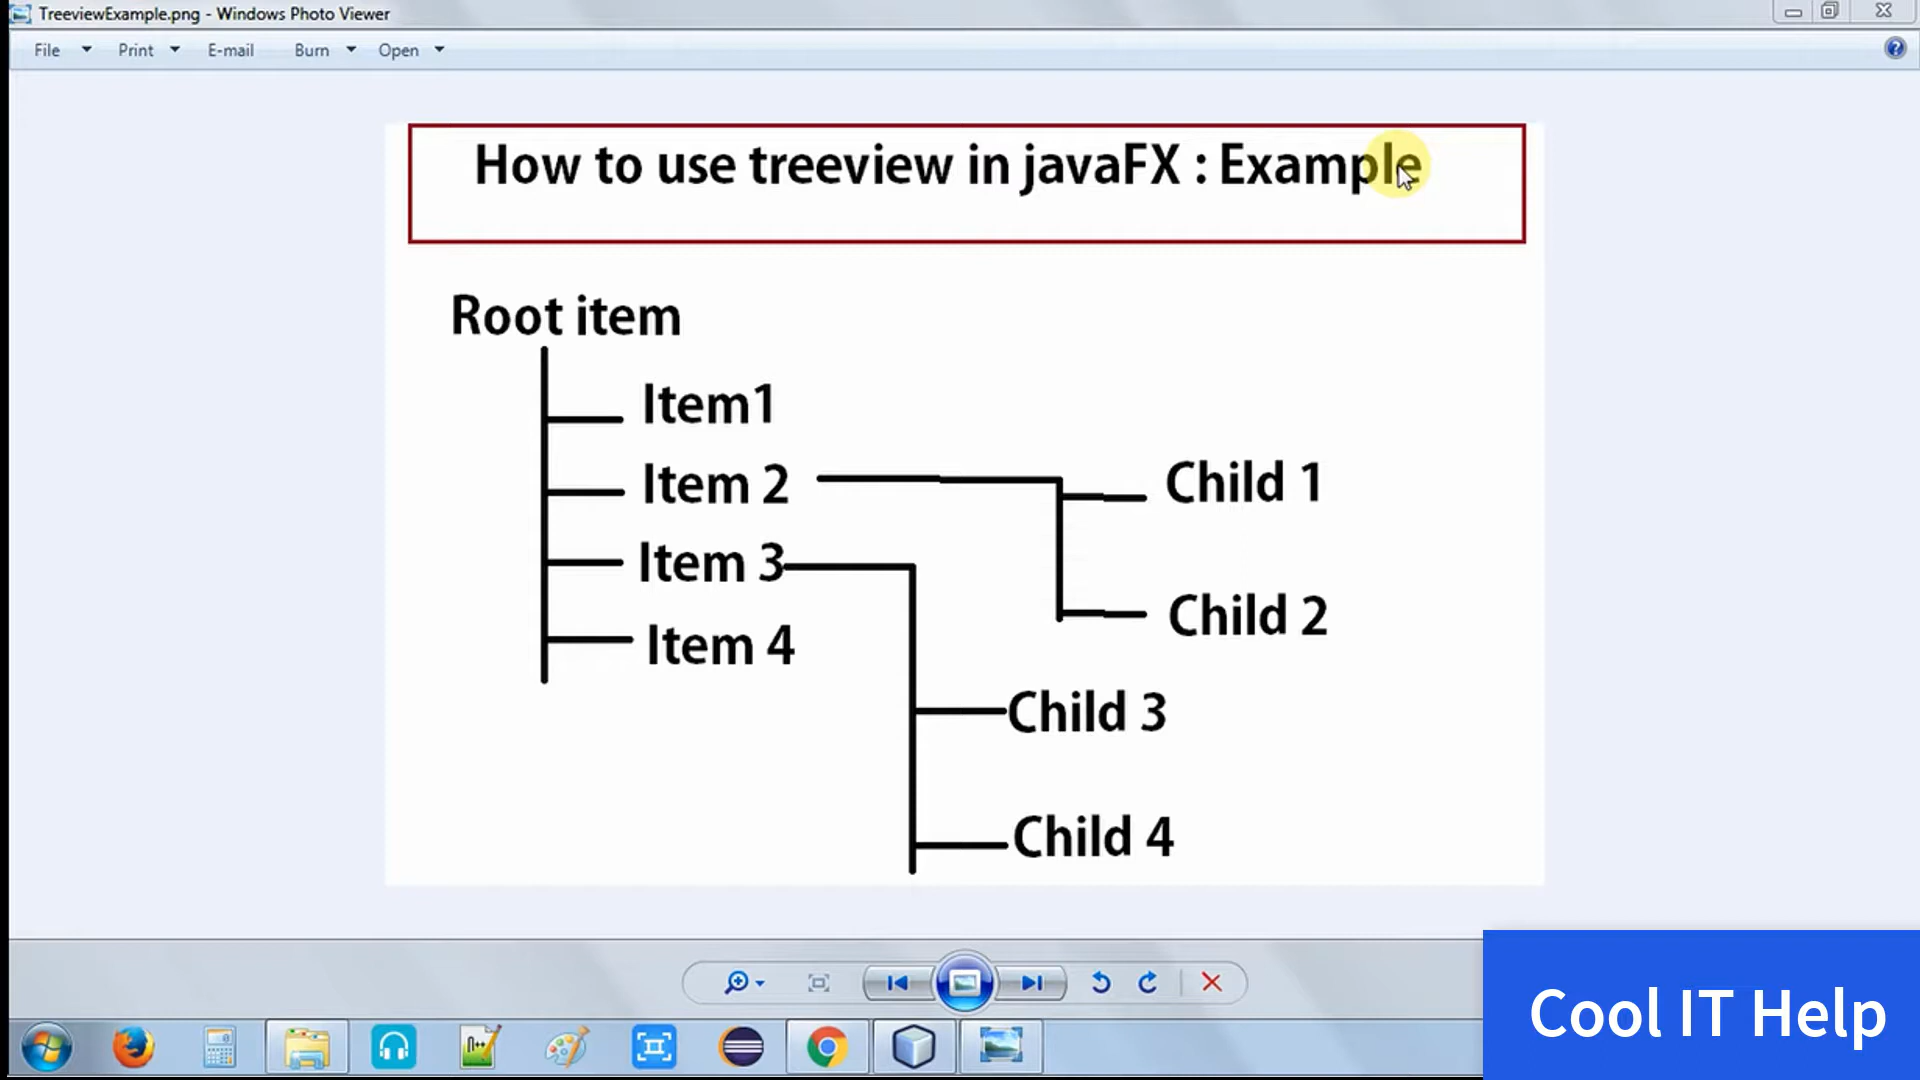 TreeviewExample.png - Windows Photo Viewer
File Print E-mail Burn Open
How to use treeview in javaFX : Example
Root item
Item1
Item 2
Child 1
Item 3
Child 2
Item 4
Child 3
Child 4
Cool IT Help